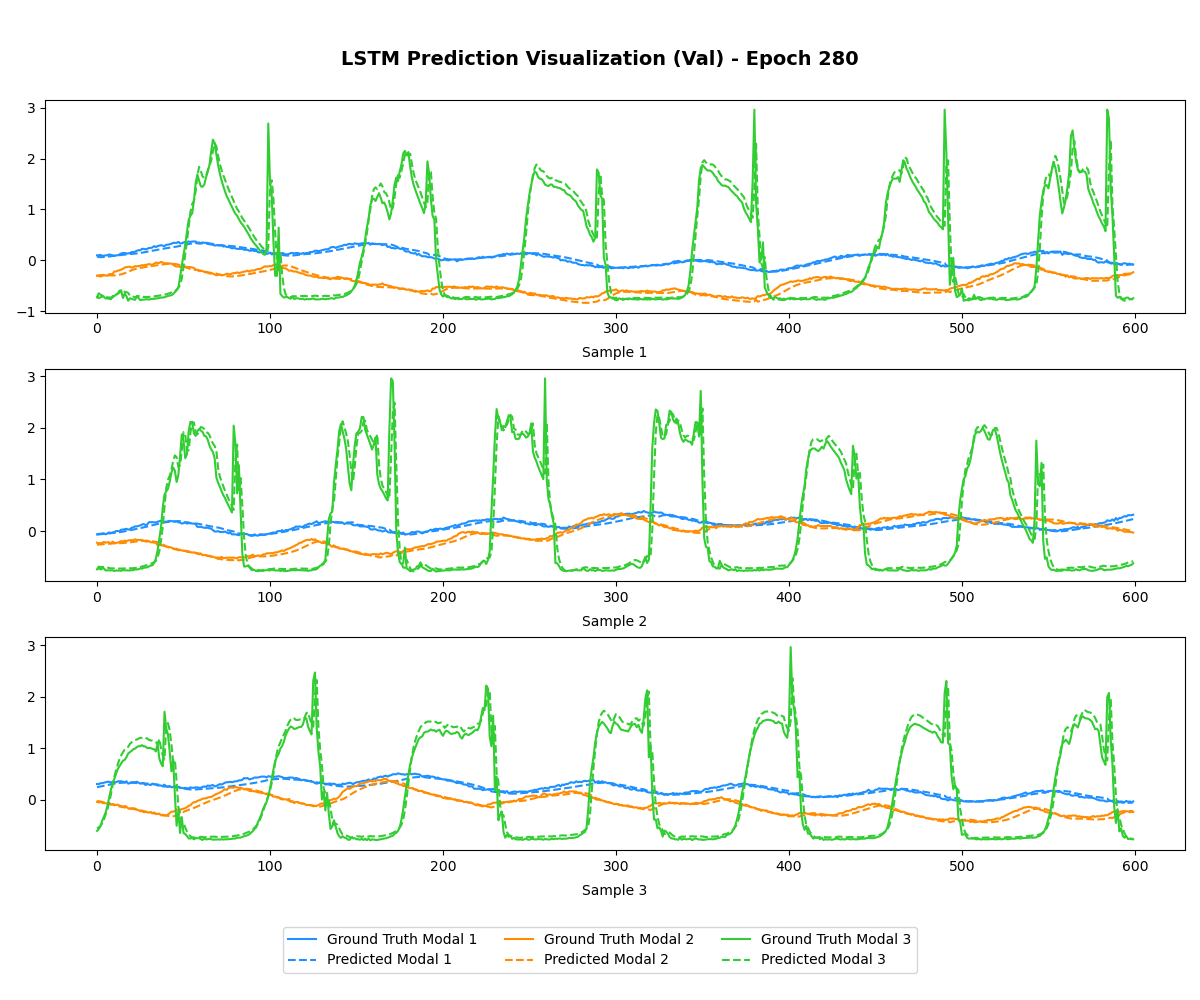 LSTM Prediction Visualization (Val) - Epoch 280
3
2
1
0
−1
0 100 200 300 400 500 600
Sample 1
3
2
1
0
0 100 200 300 400 500 600
Sample 2
3
2
1
0
0 100 200 300 400 500 600
Sample 3
Ground Truth Modal 1 Ground Truth Modal 2 Ground Truth Modal 3
Predicted Modal 1 Predicted Modal 2 Predicted Modal 3